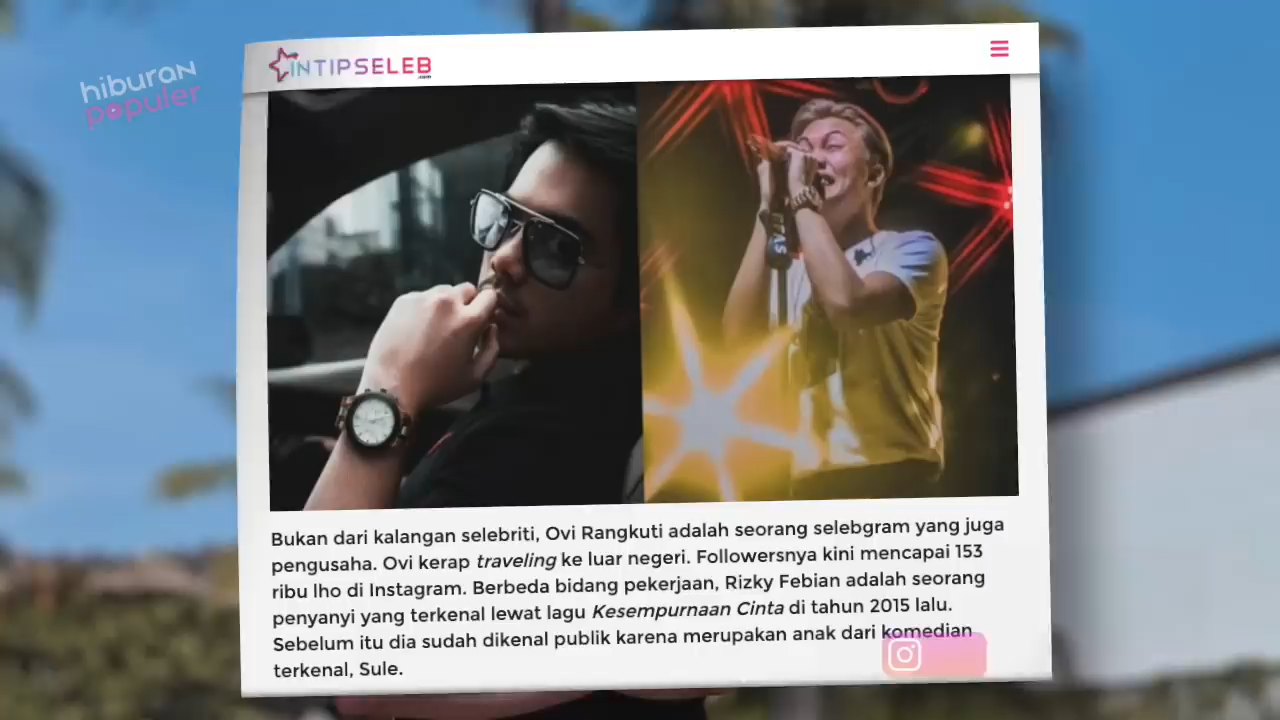 hiburan
populer
INTIPSELEB
.com
Bukan dari kalangan selebriti, Ovi Rangkuti adalah seorang selebgram yang juga
pengusaha. Ovi kerap traveling ke luar negeri. Followersnya kini mencapai 153
ribu lho di Instagram. Berbeda bidang pekerjaan, Rizky Febian adalah seorang
penyanyi yang terkenal lewat lagu Kesempurnaan Cinta di tahun 2015 lalu.
Sebelum itu dia sudah dikenal publik karena merupakan anak dari komedian
terkenal, Sule.